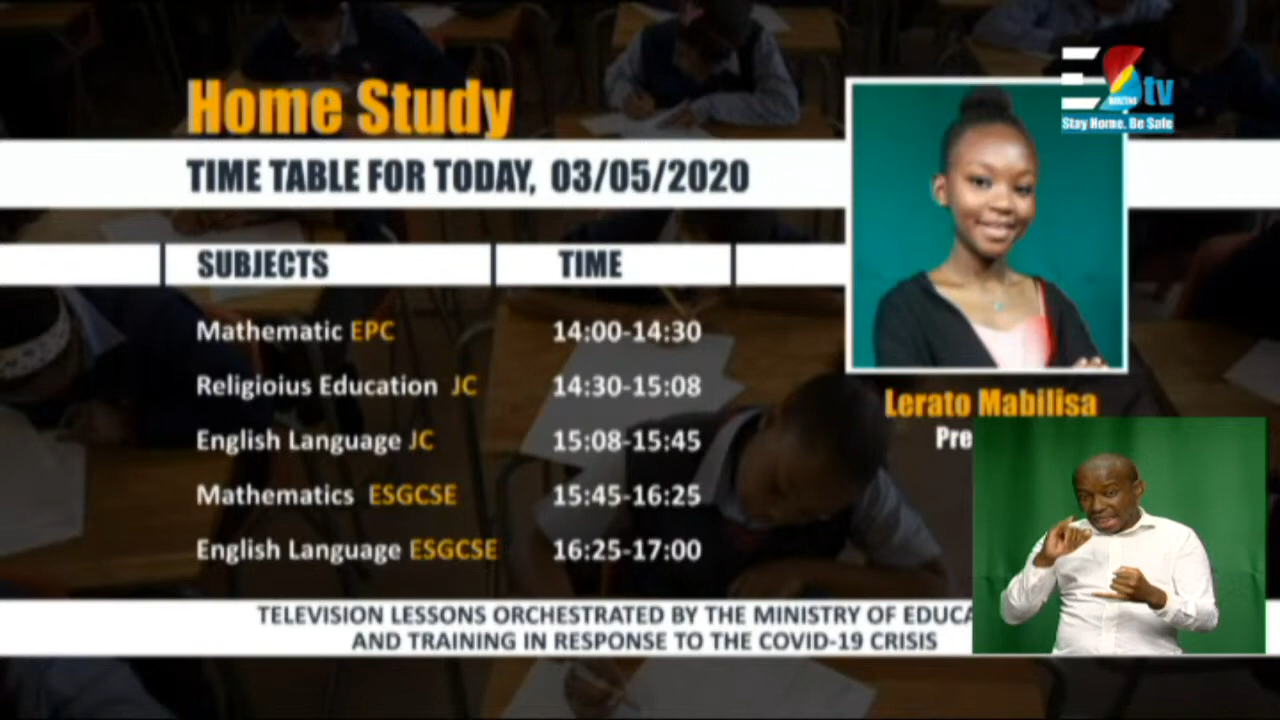 Home Study
TIME TABLE FOR TODAY, 03/05/2020
SUBJECTS TIME
Mathematic EPC 14:00-14:30
Religioius Education JC 14:30-15:08
English Language JC 15:08-15:45
Mathematics ESGCSE 15:45-16:25
English Language ESGCSE 16:25-17:00
tv
Stay Home. Be Safe
Lerato Mabilisa
Pre
TELEVISION LESSONS ORCHESTRATED BY THE MINISTRY OF EDUCA
AND TRAINING IN RESPONSE TO THE COVID-19 CRISIS